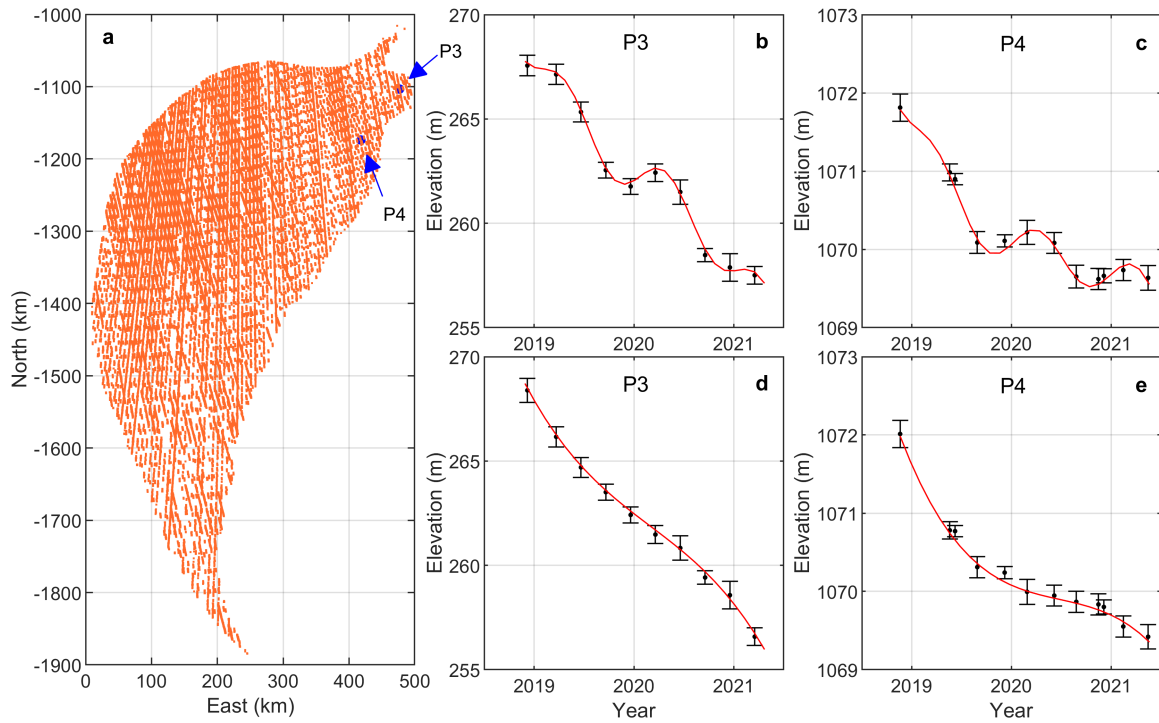 a
P3
P4
-1000
-1100
-1200
-1300
-1400
-1500
-1600
-1700
-1800
-1900
0
100
200
300
400
500
North (km)
East (km)
P3
b
270
265
260
255
2019
2020
2021
Elevation (m)
P4
c
1073
1072
1071
1070
1069
2019
2020
2021
Elevation (m)
P3
d
270
265
260
255
2019
2020
2021
Elevation (m)
Year
P4
e
1073
1072
1071
1070
1069
2019
2020
2021
Elevation (m)
Year